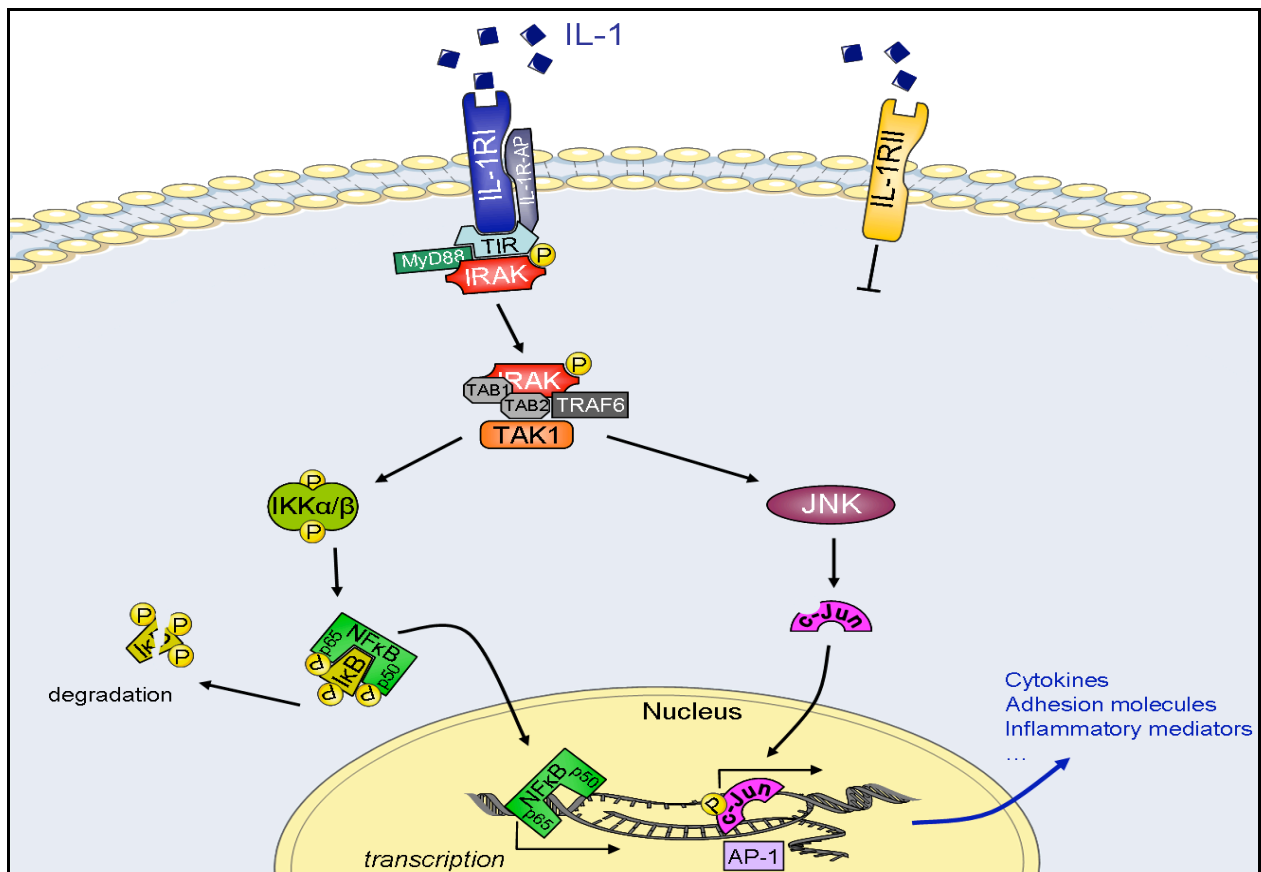 IL-1
IL-1RI
IL-1R-AP
IL-1RII
TIR
MyD88
P
IRAK
P
IRAK
TAB1
TAB2
TRAF6
TAK1
P
IKKα/β
P
JNK
c-Jun
P
P
P
degradation
NFκB
p65
p50
IκB
P
P
P
Nucleus
Cytokines
Adhesion molecules
Inflammatory mediators
...
NFκB
p50
p65
P
c-Jun
AP-1
transcription